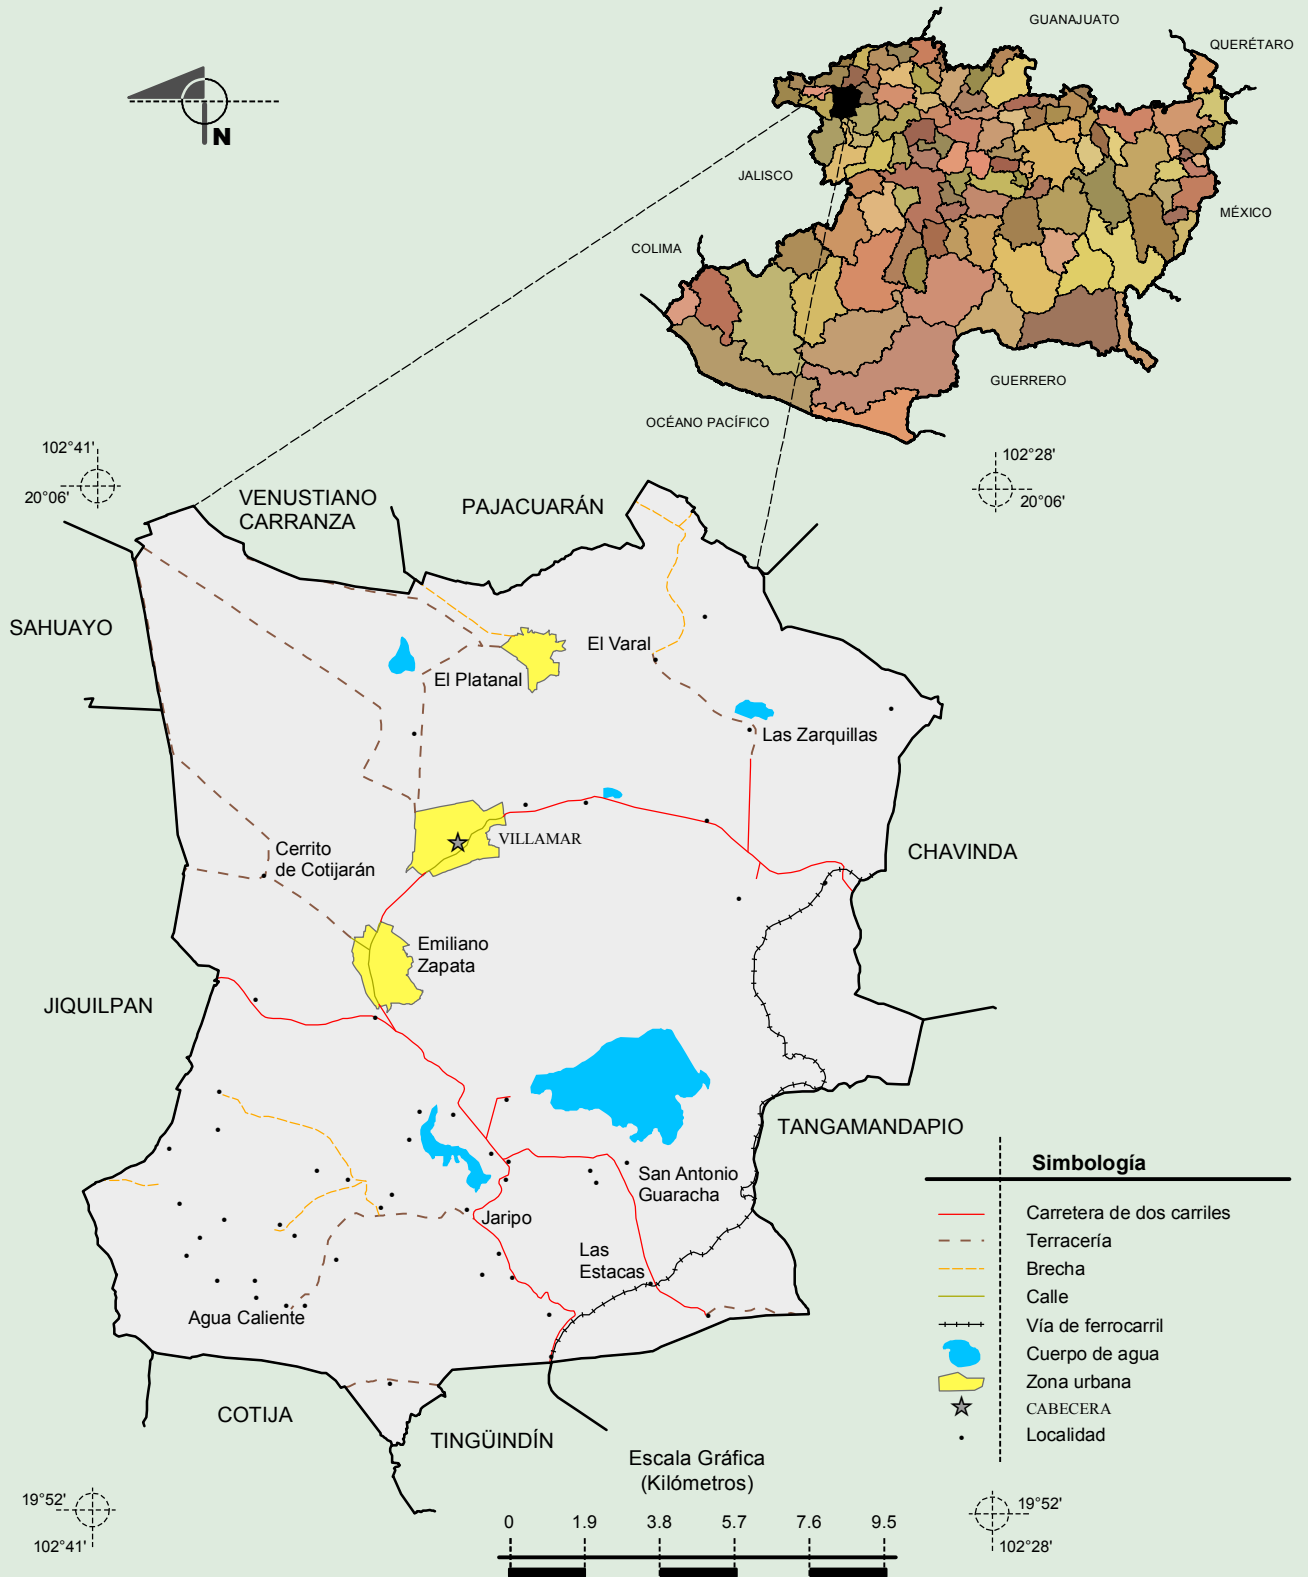 GUANAJUATO
QUERÉTARO
N
JALISCO
MÉXICO
COLIMA
GUERRERO
OCÉANO PACÍFICO
102°41'
20°06'
102°28'
20°06'
VENUSTIANO
CARRANZA
PAJACUARÁN
SAHUAYO
El Varal
El Platanal
Las Zarquillas
VILLAMAR
Cerrito
de Cotijarán
CHAVINDA
Emiliano
Zapata
JIQUILPAN
TANGAMANDAPIO
San Antonio
Guaracha
Jaripo
Las
Estacas
Agua Caliente
COTIJA
TINGÜINDÍN
Simbología
Carretera de dos carriles
Terracería
Brecha
Calle
Vía de ferrocarril
Cuerpo de agua
Zona urbana
CABECERA
Localidad
Escala Gráfica
(Kilómetros)
0 1.9 3.8 5.7 7.6 9.5
19°52'
102°41'
19°52'
102°28'